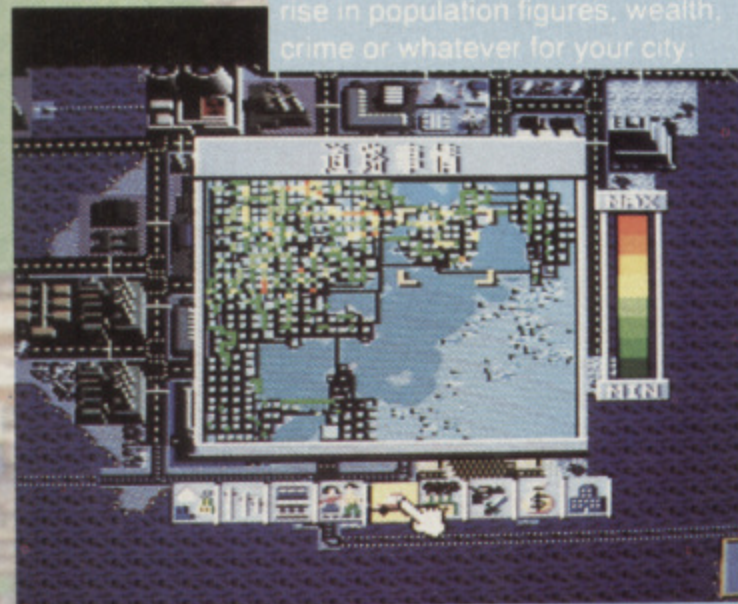 rise in population figures, wealth,
crime or whatever for your city.
MAX
MIN